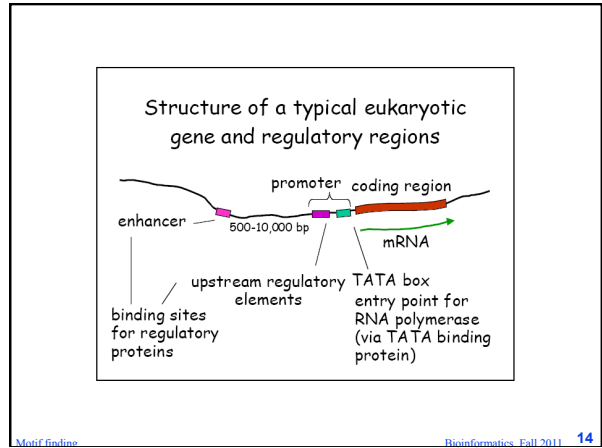 Structure of a typical eukaryotic
gene and regulatory regions
promoter
coding region
enhancer
500-10,000 bp
mRNA
upstream regulatory
elements
TATA box
entry point for
RNA polymerase
(via TATA binding
protein)
binding sites
for regulatory
proteins
Motif finding
Bioinformatics, Fall 2011
14